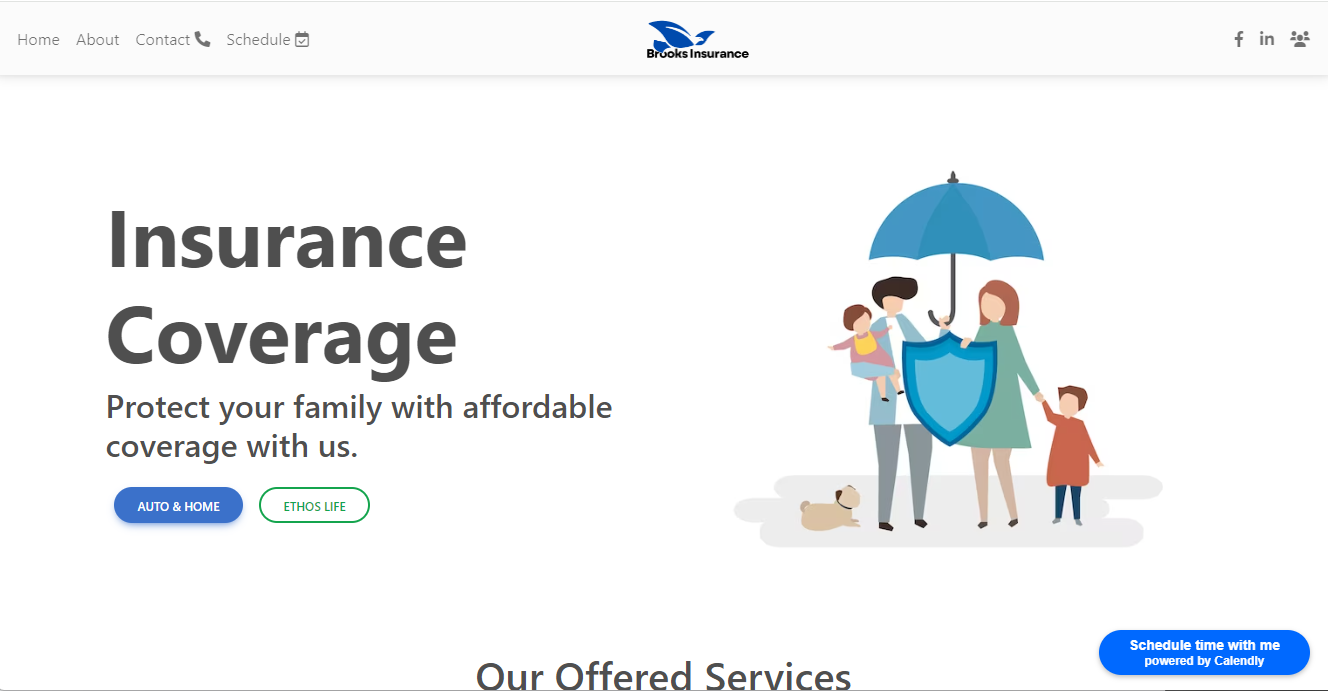 Home About Contact Schedule
Brooks Insurance
Insurance
Coverage
Protect your family with affordable
coverage with us.
AUTO & HOME ETHOS LIFE
Our Offered Services
Schedule time with me
powered by Calendly